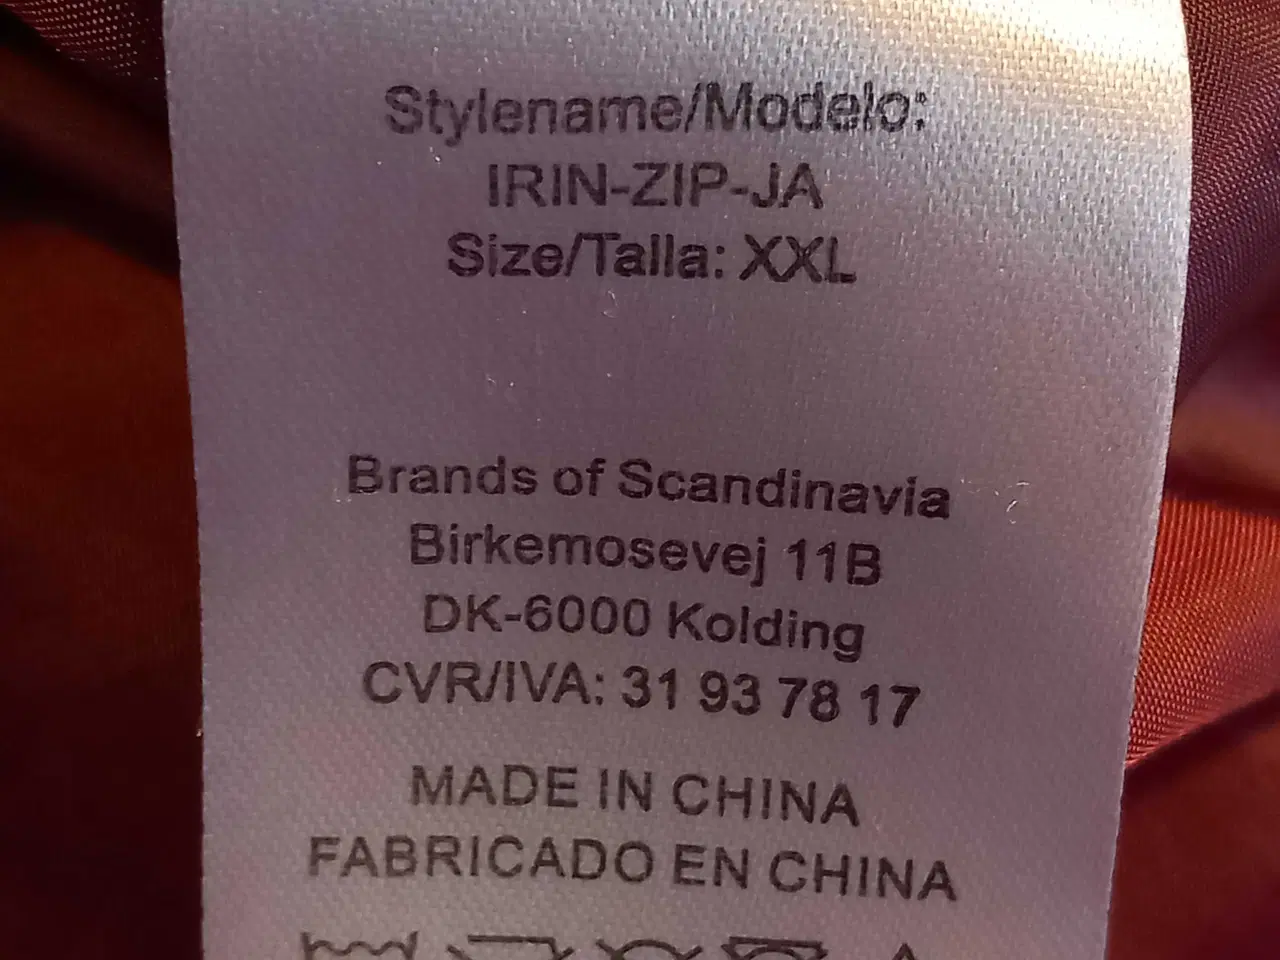 Stylename/Modelo:
IRIN-ZIP-JA
Size/Talla: XXL
Brands of Scandinavia
Birkemosevej 11B
DK-6000 Kolding
CVR/IVA: 31 93 78 17
MADE IN CHINA
FABRICADO EN CHINA